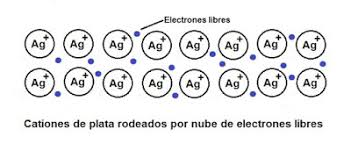 Electrones libres
Ag+ Ag+ Ag+ Ag+ Ag+ Ag+ Ag+ Ag+
Ag+ Ag+ Ag+ Ag+ Ag+ Ag+ Ag+ Ag+
Cationes de plata rodeados por nube de electrones libres